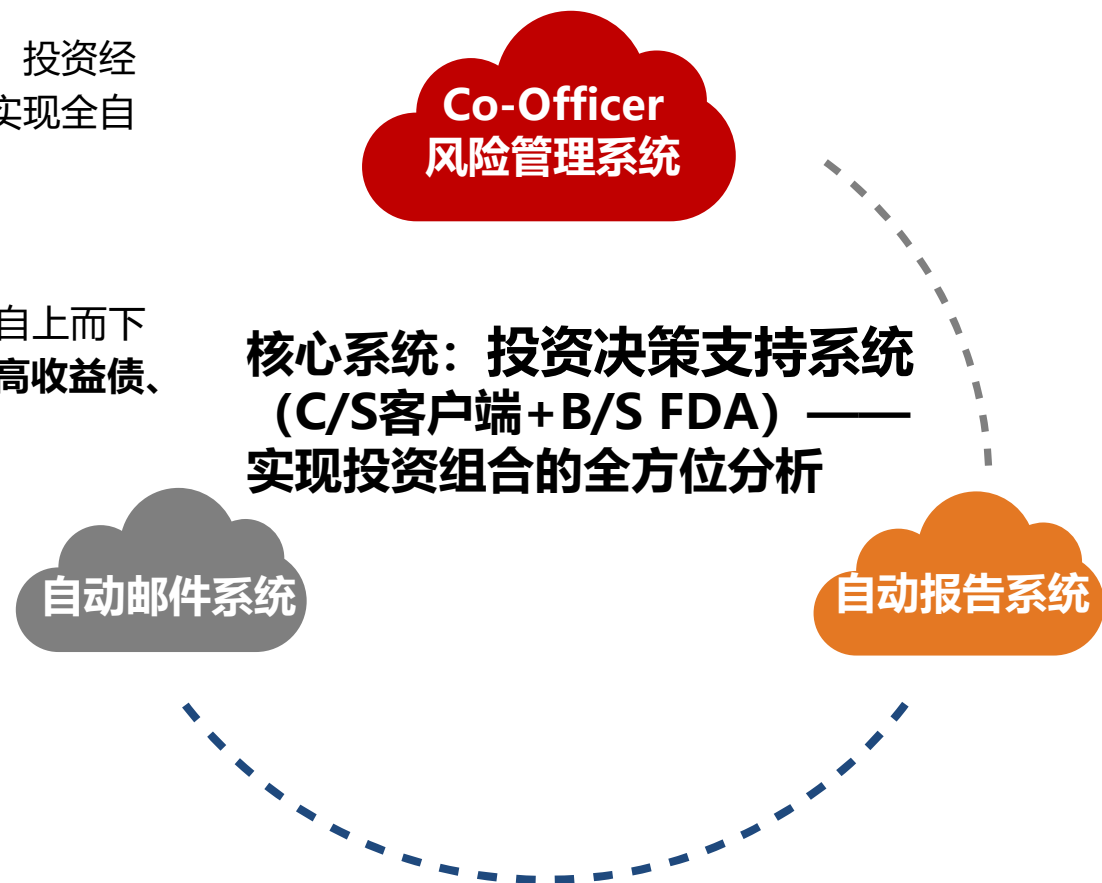 投资经
实现全自
Co-Officer
风险管理系统
自上而下
高收益债、
核心系统：投资决策支持系统
（C/S客户端+B/S FDA）——
实现投资组合的全方位分析
自动邮件系统
自动报告系统